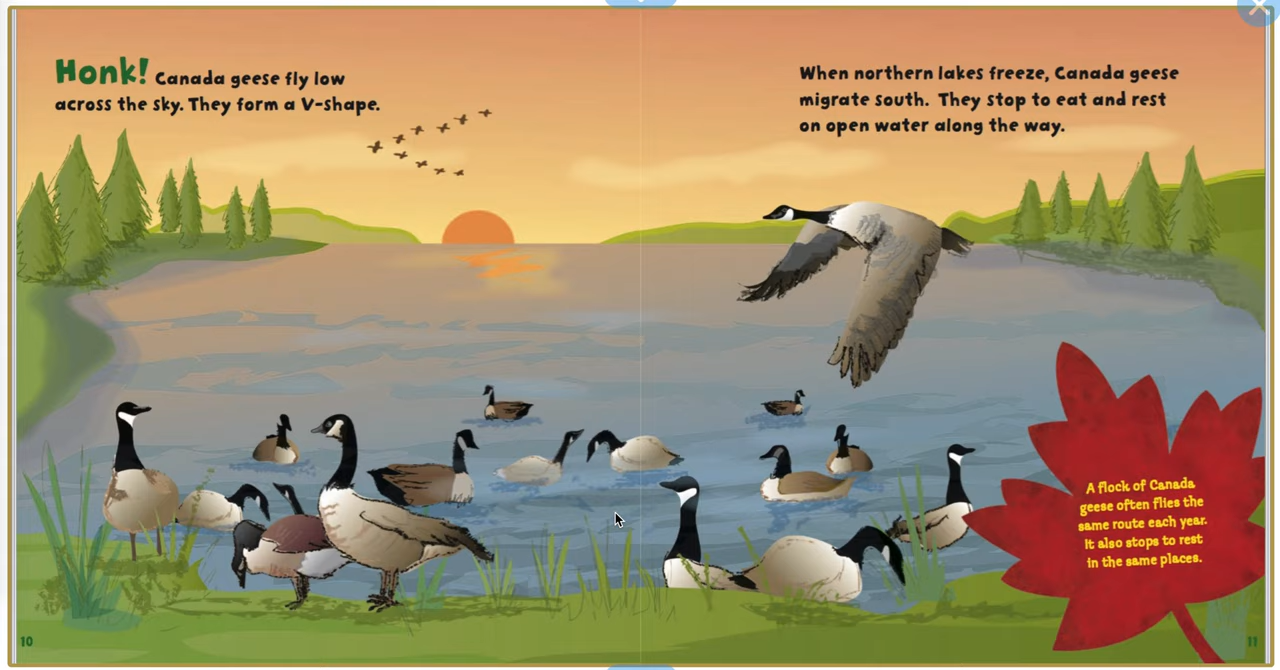 Honk! Canada geese fly low
across the sky. They form a V-shape.
When northern lakes freeze, Canada geese
migrate south. They stop to eat and rest
on open water along the way.
A flock of Canada
geese often flies the
same route each year.
It also stops to rest
in the same places.
10
11